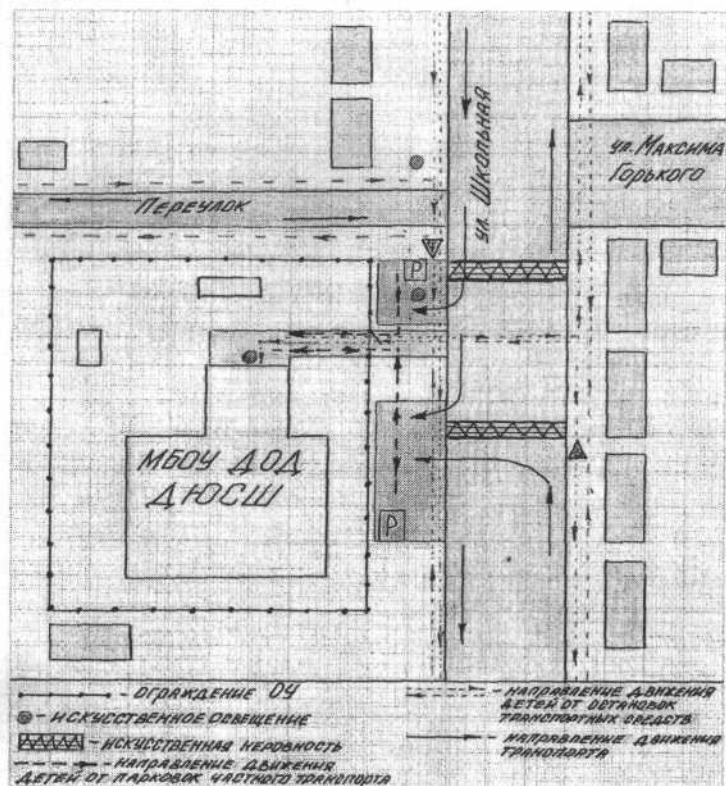 ул. Школьная
ул. Максима
Горького
Переулок
Р
МБОУ ДОД
ДЮСШ
Р
- ограждение ОУ
- искусственное освещение
- искусственная неровность
- направление движения
детей от парковок частного транспорта
- направление движения
детей от остановок
транспортных средств
- направление движения
транспорта